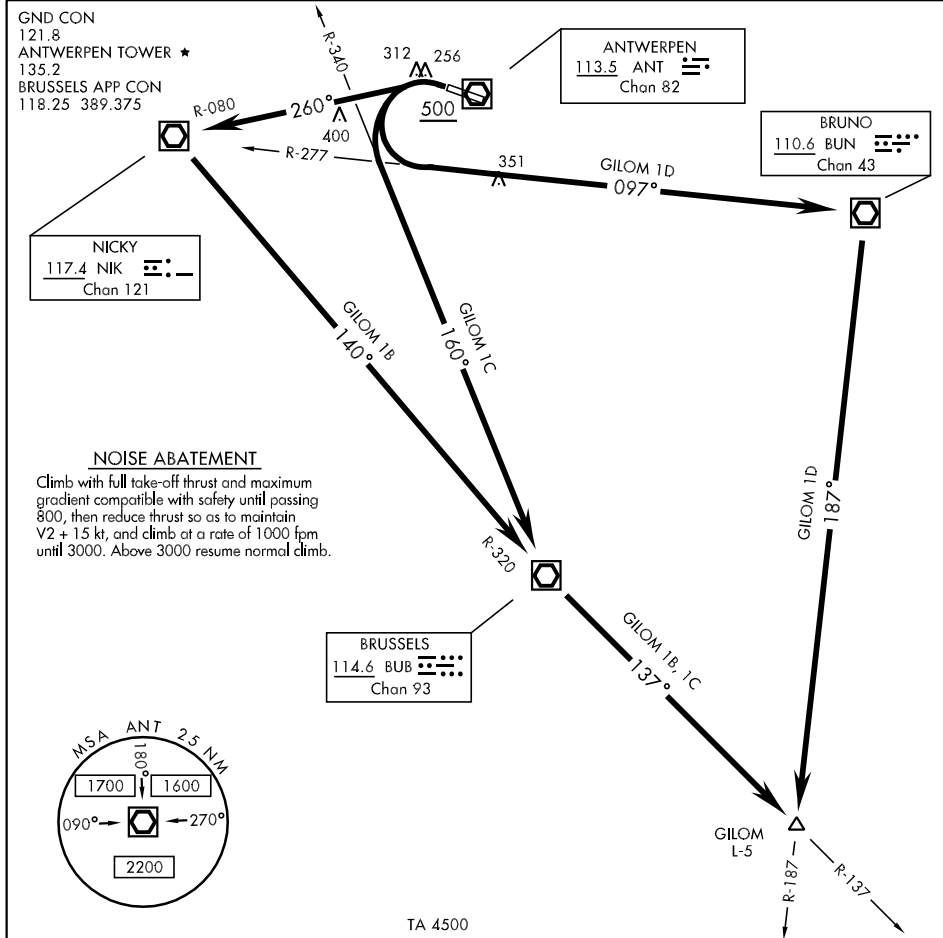 GND CON
121.8
ANTWERPEN TOWER ★
135.2
BRUSSELS APP CON
118.25 389.375
R-340
312 256
ANTWERPEN
113.5 ANT
Chan 82
R-080
260°
400
500
R-277
351
GILOM 1D
097°
BRUNO
110.6 BUN
Chan 43
NICKY
117.4 NIK
Chan 121
GILOM 1B
140°
GILOM 1C
160°
GILOM 1D
187°
NOISE ABATEMENT
Climb with full take-off thrust and maximum
gradient compatible with safety until passing
800, then reduce thrust so as to maintain
V2 + 15 kt, and climb at a rate of 1000 fpm
until 3000. Above 3000 resume normal climb.
R-320
BRUSSELS
114.6 BUB
Chan 93
GILOM 1B, 1C
137°
MSA ANT 25 NM
180°
1700 1600
090° 270°
2200
GILOM
L-5
R-187
R-137
TA 4500